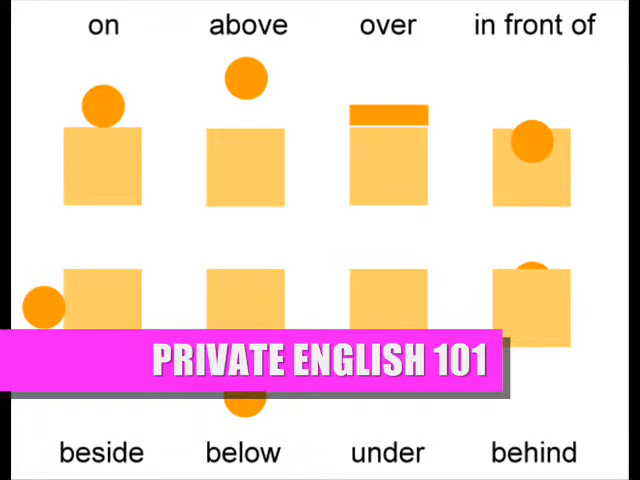 on above over in front of
PRIVATE ENGLISH 101
beside below under behind